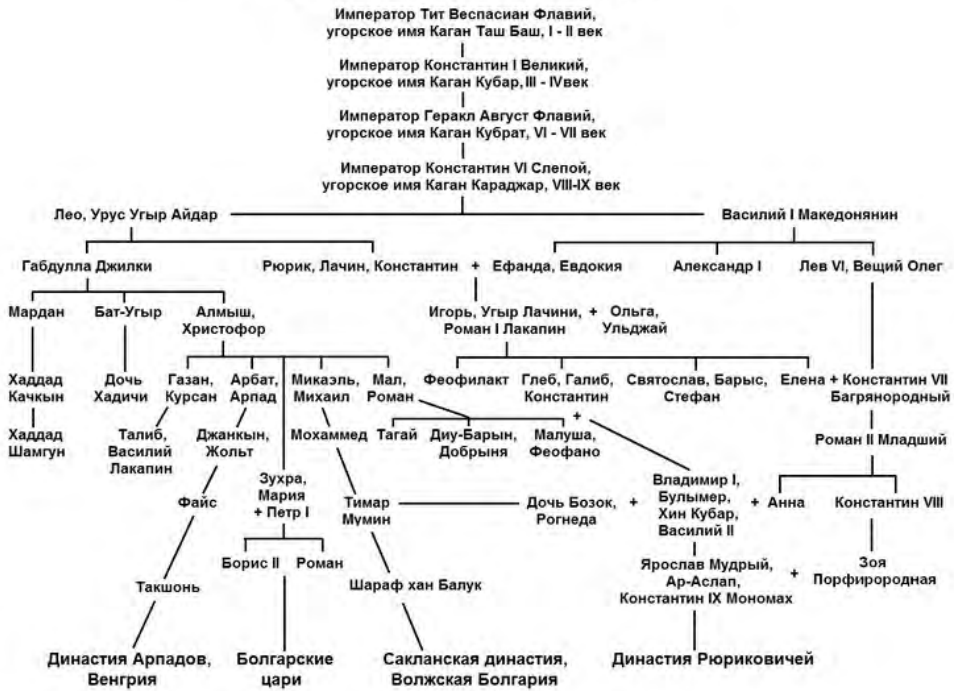 Император Тит Веспасиан Флавий,
угорское имя Каган Таш Баш, I - II век
Император Константин I Великий,
угорское имя Каган Кубар, III - IV век
Император Геракл Август Флавий,
угорское имя Каган Кубрат, VI - VII век
Император Константин VI Слепой,
угорское имя Каган Караджар, VIII-IX век
Лео, Урус Угыр Айдар
Василий I Македонянин
Габдулла Джилки
Рюрик, Лачин, Константин
+
Ефанда, Евдокия
Александр I
Лев VI, Вещий Олег
Мардан
Бат-Угыр
Алмыш,
Христофор
Игорь, Угыр Лачини,
Роман I Лакапин
+
Ольга,
Ульджай
Хаддад
Качкын
Дочь
Хадичи
Газан,
Курсан
Арбат,
Арпад
Микаэль,
Михаил
Мал,
Роман
Феофилакт
Глеб, Галиб,
Константин
Святослав, Барыс,
Стефан
Елена
+ Константин VII
Багрянородный
+
Хаддад
Шамгун
Талиб,
Василий
Лакапин
Джанкын,
Жольт
Мохаммед
Тагай
Диу-Барын,
Добрыня
Малуша,
Феофано
Роман II Младший
Зухра,
Мария
+ Петр I
Файс
Тимар
Мумин
Дочь Бозок,
Рогнеда
+
Владимир I,
Булымер,
Хин Кубар,
Василий II
+
Анна
Константин VIII
Борис II
Роман
Такшонь
Шараф хан Балук
Ярослав Мудрый,
Ар-Аслап,
Константин IX Мономах
+
Зоя
Порфирородная
Династия Арпадов,
Венгрия
Болгарские
цари
Сакланская династия,
Волжская Болгария
Династия Рюриковичей